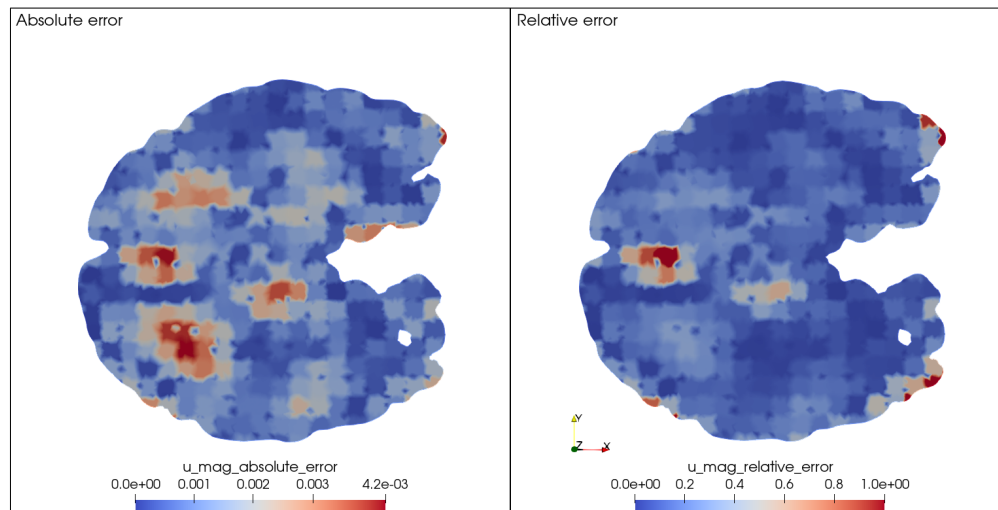 Absolute error
Relative error
Y
Z X
u_mag_absolute_error
0.0e+00 0.001 0.002 0.003 4.2e-03
u_mag_relative_error
0.0e+00 0.2 0.4 0.6 0.8 1.0e+00